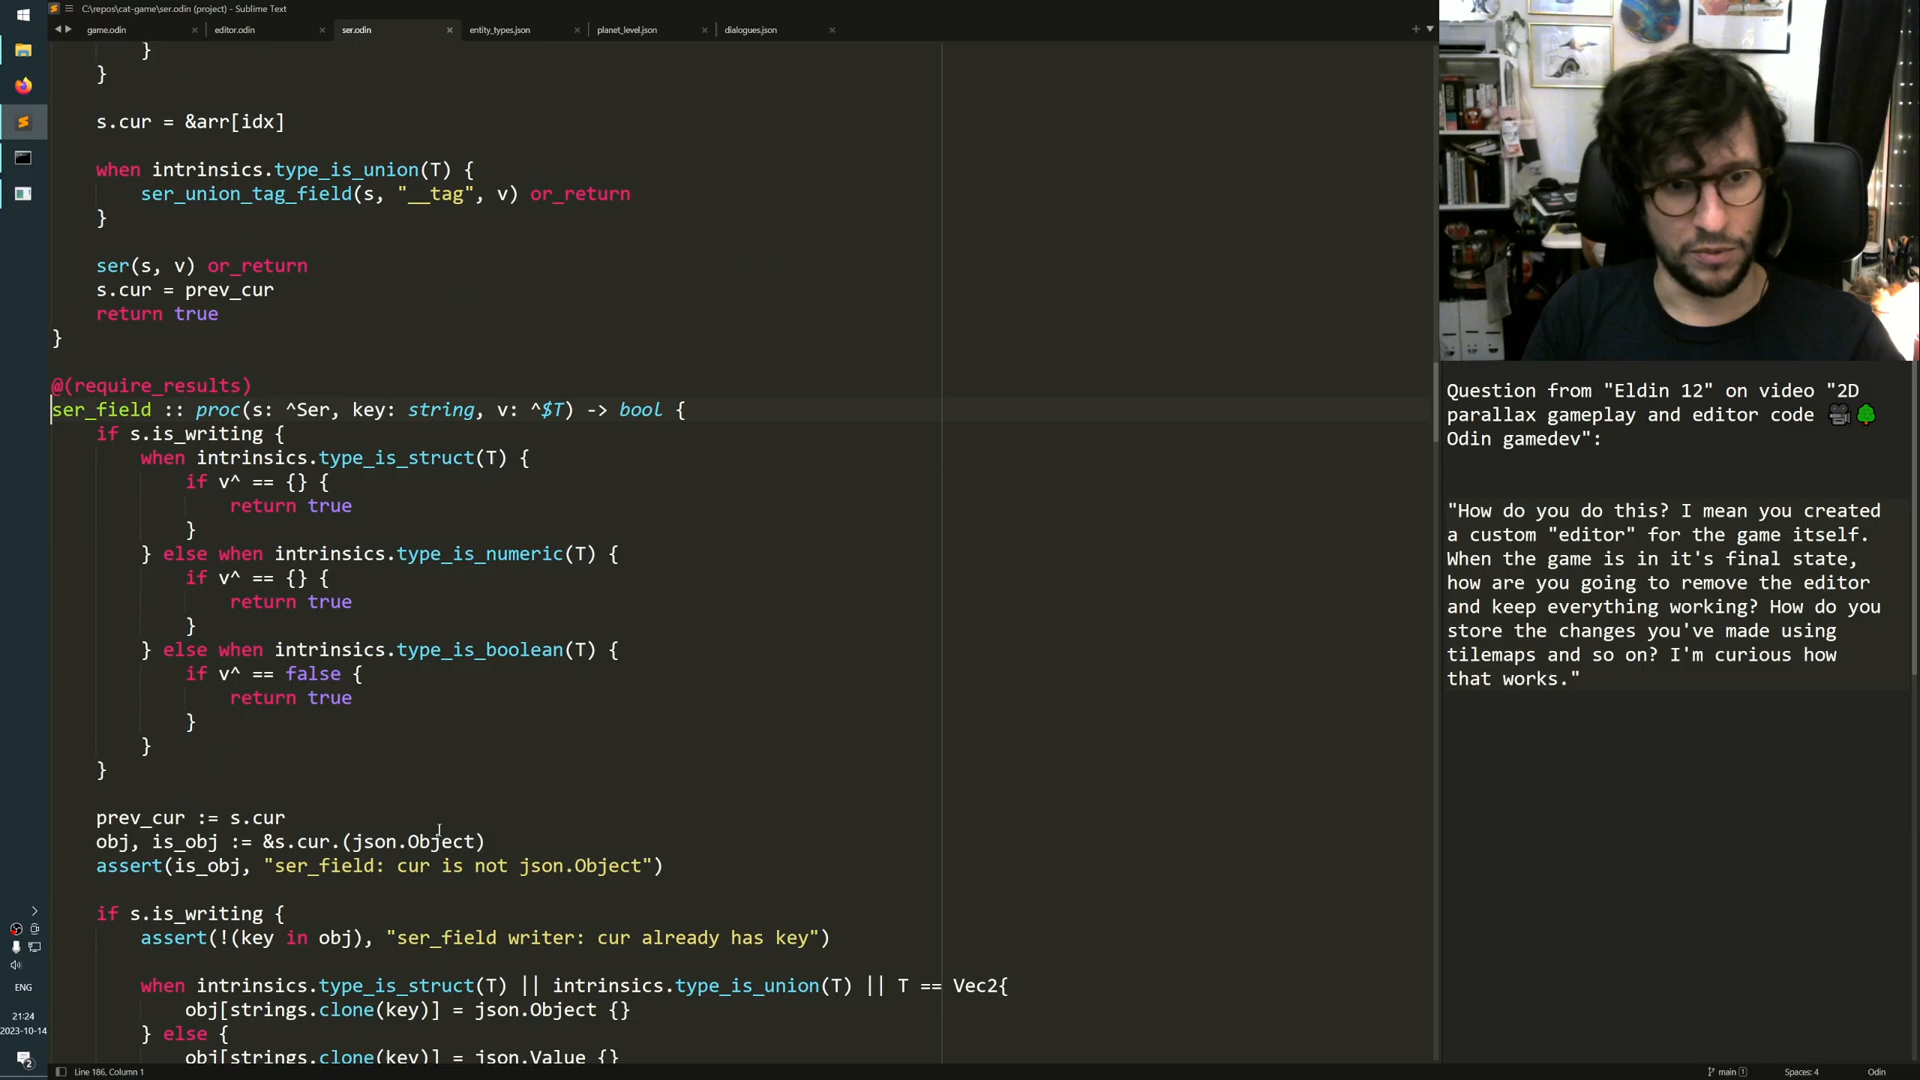 C:\repos\cat-game\ser.odin (project) - Sublime Text
game.odin
editor.odin
ser.odin
entity_types.json
planet_level.json
dialogues.json
}
}
s.cur = &arr[idx]
when intrinsics.type_is_union(T) {
ser_union_tag_field(s, "__tag", v) or_return
}
ser(s, v) or_return
s.cur = prev_cur
return true
}
@(require_results)
ser_field :: proc(s: ^Ser, key: string, v: ^$T) -> bool {
if s.is_writing {
when intrinsics.type_is_struct(T) {
if v^ == {} {
return true
}
} else when intrinsics.type_is_numeric(T) {
if v^ == {} {
return true
}
} else when intrinsics.type_is_boolean(T) {
if v^ == false {
return true
}
}
}
prev_cur := s.cur
obj, is_obj := &s.cur.(json.Object)
assert(is_obj, "ser_field: cur is not json.Object")
if s.is_writing {
assert(!(key in obj), "ser_field writer: cur already has key")
when intrinsics.type_is_struct(T) || intrinsics.type_is_union(T) || T == Vec2{
obj[strings.clone(key)] = json.Object {}
} else {
obj[strings.clone(key)] = json.Value {}
Question from "Eldin 12" on video "2D
parallax gameplay and editor code 🎥🌳
Odin gamedev":
"How do you do this? I mean you created
a custom "editor" for the game itself.
When the game is in it's final state,
how are you going to remove the editor
and keep everything working? How do you
store the changes you've made using
tilemaps and so on? I'm curious how
that works."
ENG
21:24
2023-10-14
2
Line 186, Column 1
main 1
Spaces: 4
Odin